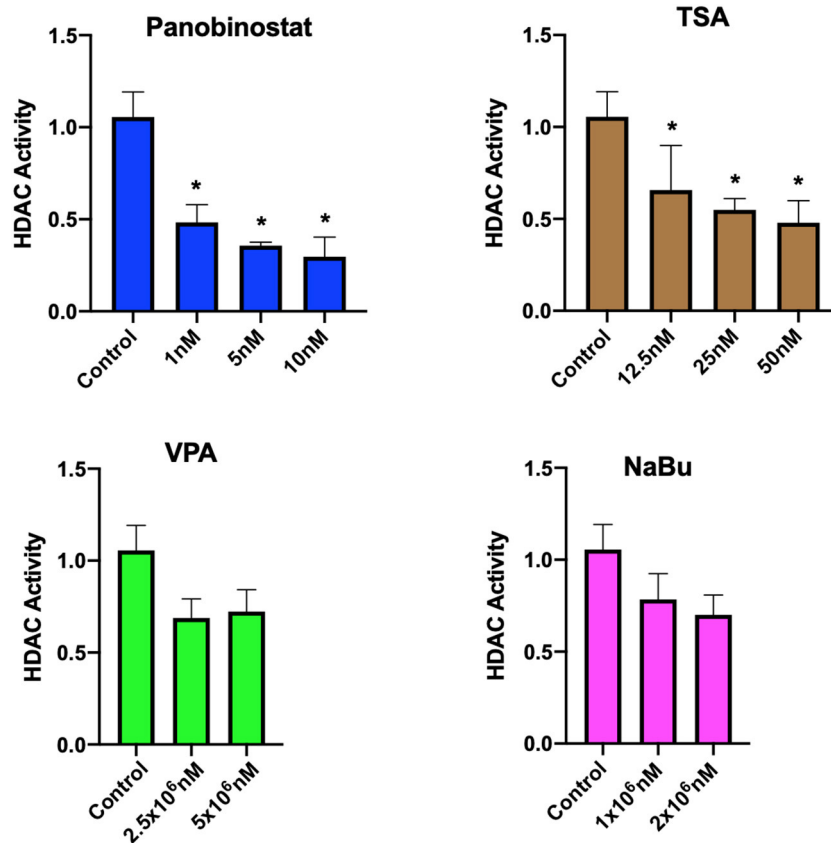 Panobinostat
HDAC Activity
1.5
1.0
0.5
0.0
*
*
*
Control
1nM
5nM
10nM
TSA
HDAC Activity
1.5
1.0
0.5
0.0
*
*
*
Control
12.5nM
25nM
50nM
VPA
HDAC Activity
1.5
1.0
0.5
0.0
Control
2.5x10⁶nM
5x10⁶nM
NaBu
HDAC Activity
1.5
1.0
0.5
0.0
Control
1x10⁶nM
2x10⁶nM